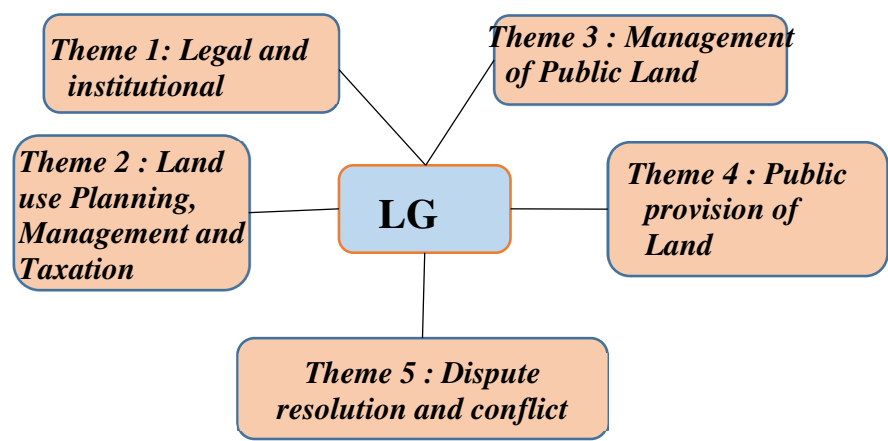 Theme 1: Legal and
institutional
Theme 3 : Management
of Public Land
Theme 2 : Land
use Planning,
Management and
Taxation
LG
Theme 4 : Public
provision of
Land
Theme 5 : Dispute
resolution and conflict